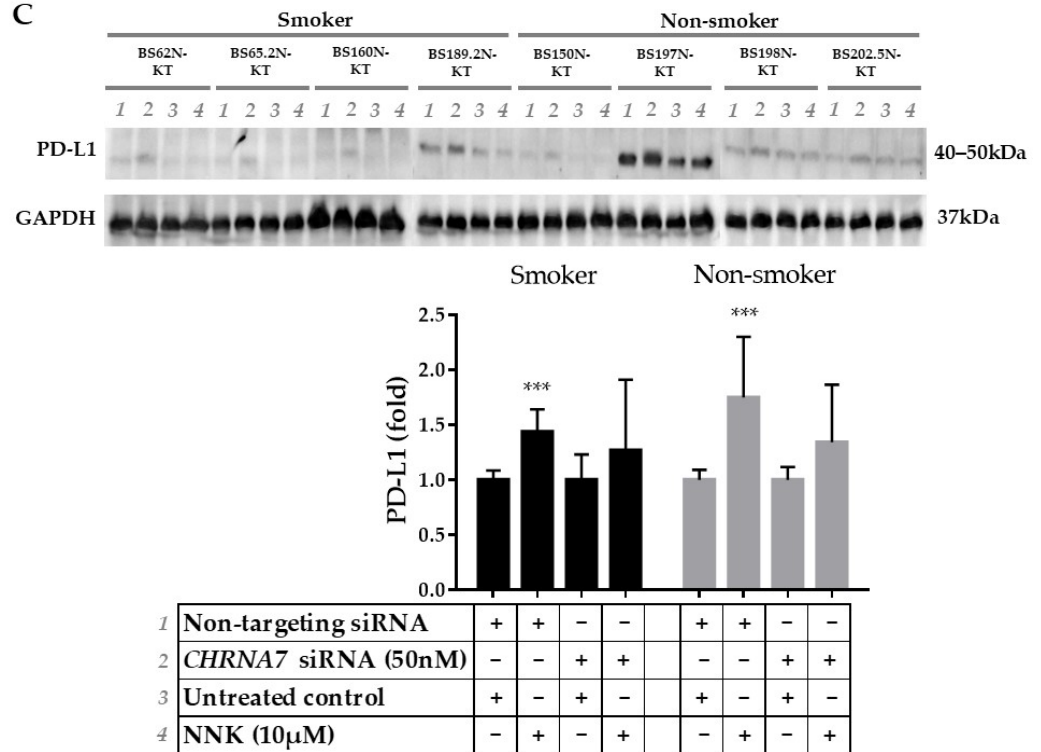 C
Smoker Non-smoker
BS62N- BS65.2N- BS160N- BS189.2N- BS150N- BS197N- BS198N- BS202.5N-
KT KT KT KT KT KT KT KT
1 2 3 4 1 2 3 4 1 2 3 4 1 2 3 4 1 2 3 4 1 2 3 4 1 2 3 4 1 2 3 4
PD-L1 40–50kDa
GAPDH 37kDa
Smoker Non-smoker
PD-L1 (fold)
2.5
2.0
1.5
1.0
0.5
0.0
*** ***
1 Non-targeting siRNA + + – – + + – –
2 CHRNA7 siRNA (50nM) – – + + – – + +
3 Untreated control + – + – + – + –
4 NNK (10μM) – + – + – + – +